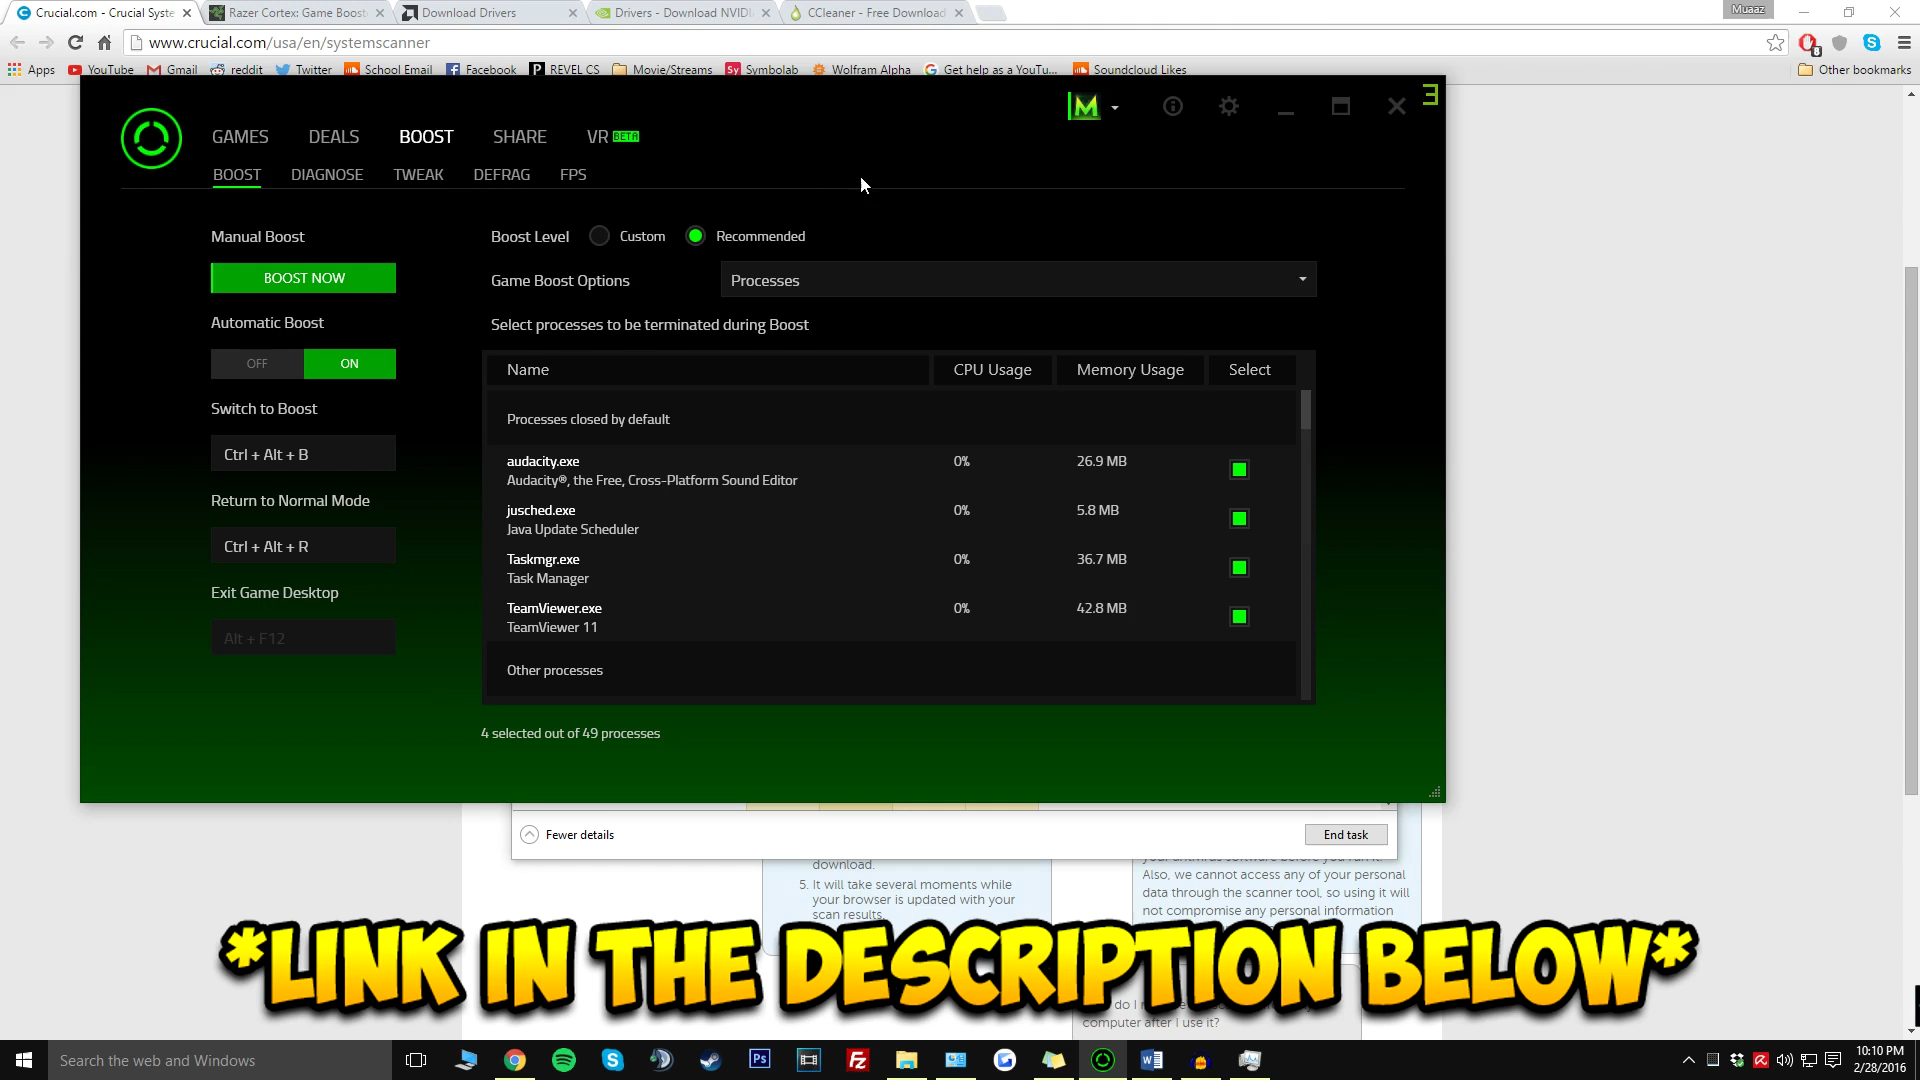 Crucial.com - Crucial Syste
Razer Cortex: Game Booste
Download Drivers
Drivers - Download NVIDI
CCleaner - Free Download
Muaaz
www.crucial.com/usa/en/systemscanner
Apps
YouTube
Gmail
reddit
Twitter
School Email
Facebook
REVEL CS
Movie/Streams
Symbolab
Wolfram Alpha
Get help as a YouTu...
Soundcloud Likes
Other bookmarks
3
GAMES
DEALS
BOOST
SHARE
VR BETA
M
BOOST
DIAGNOSE
TWEAK
DEFRAG
FPS
Manual Boost
BOOST NOW
Automatic Boost
OFF
ON
Switch to Boost
Ctrl + Alt + B
Return to Normal Mode
Ctrl + Alt + R
Exit Game Desktop
Alt + F12
Boost Level
Custom
Recommended
Game Boost Options
Processes
Select processes to be terminated during Boost
Name
CPU Usage
Memory Usage
Select
Processes closed by default
audacity.exe
0%
26.9 MB
Audacity®, the Free, Cross-Platform Sound Editor
jusched.exe
0%
5.8 MB
Java Update Scheduler
Taskmgr.exe
0%
36.7 MB
Task Manager
TeamViewer.exe
0%
42.8 MB
TeamViewer 11
Other processes
4 selected out of 49 processes
Fewer details
End task
download.
5. It will take several moments while
your browser is updated with your
scan results.
your antivirus software before you run it.
Also, we cannot access any of your personal
data through the scanner tool, so using it will
not compromise any personal information
*LINK IN THE DESCRIPTION BELOW*
do I
computer after I use it?
Search the web and Windows
10:10 PM
2/28/2016